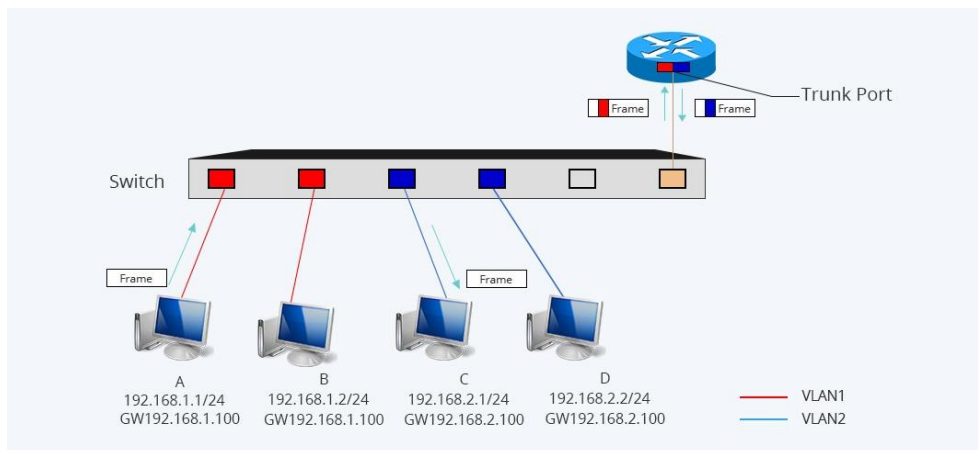 Trunk Port
Frame
Frame
Switch
Frame
Frame
A
192.168.1.1/24
GW192.168.1.100
B
192.168.1.2/24
GW192.168.1.100
C
192.168.2.1/24
GW192.168.2.100
D
192.168.2.2/24
GW192.168.2.100
VLAN1
VLAN2